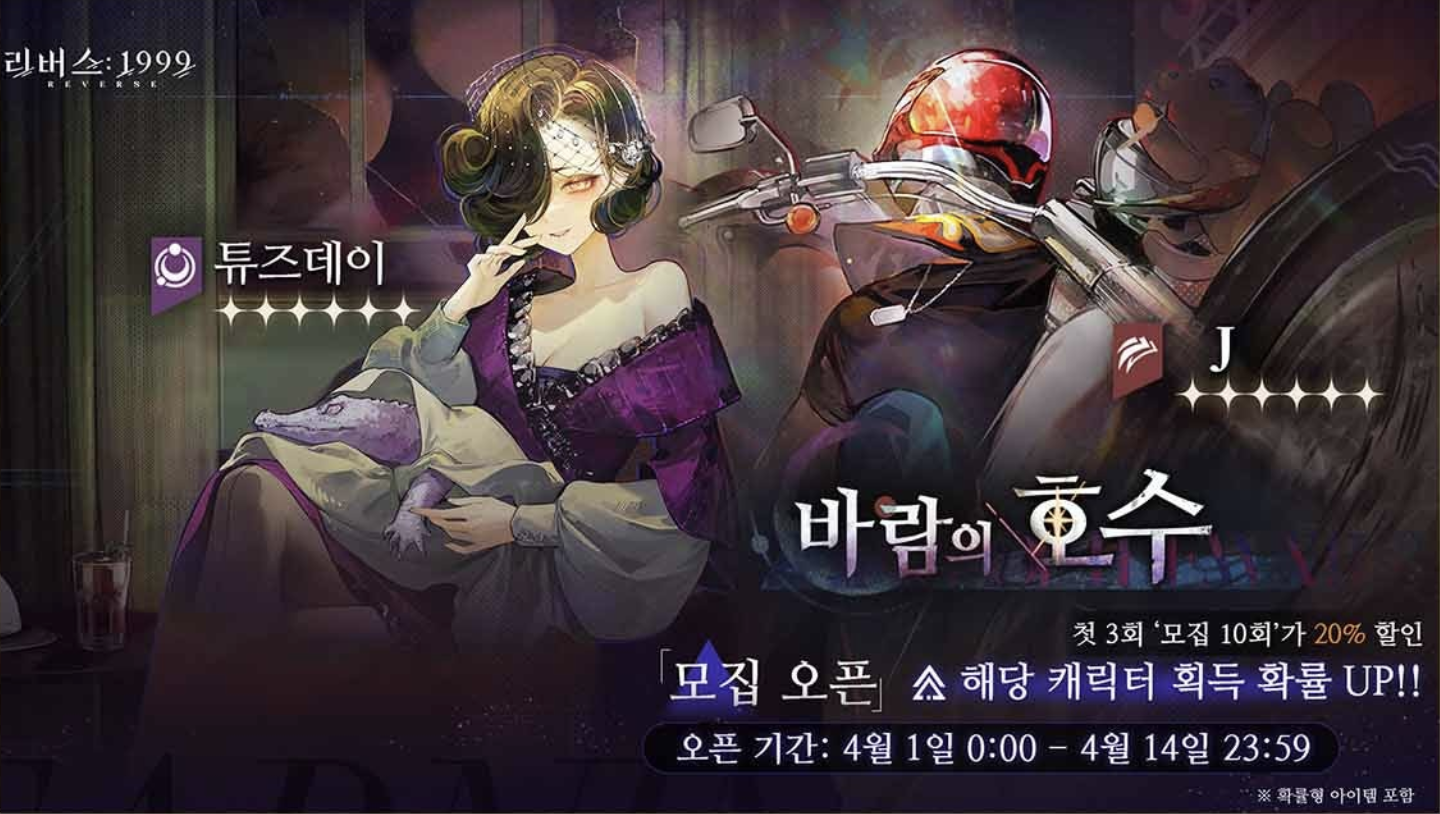 리버스:1999
REVERSE
튜즈데이
J
바람의 호수
첫 3회 ‘모집 10회’가 20% 할인
「모집 오픈」 해당 캐릭터 획득 확률 UP!!
오픈 기간: 4월 1일 0:00 – 4월 14일 23:59
※ 확률형 아이템 포함